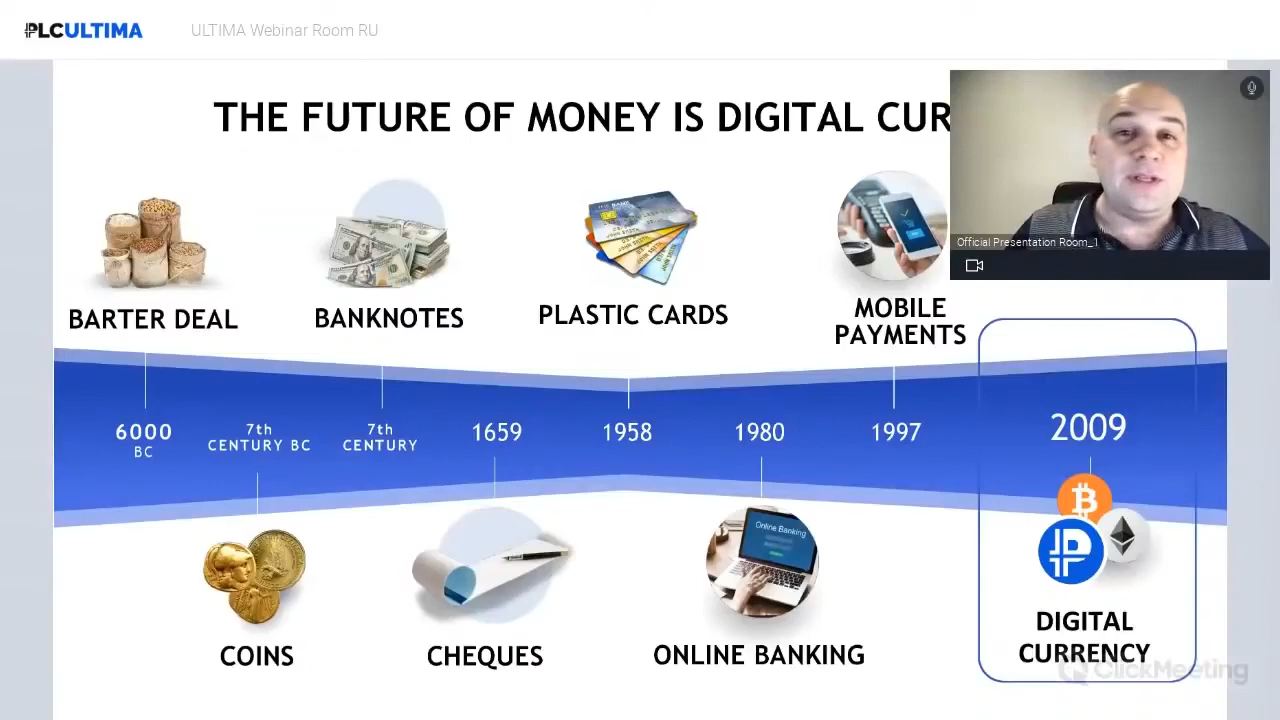 PLCULTIMA
ULTIMA Webinar Room RU
THE FUTURE OF MONEY IS DIGITAL CUR
Official Presentation Room_1
BARTER DEAL
BANKNOTES
PLASTIC CARDS
MOBILE
PAYMENTS
6000
BC
7th
CENTURY BC
7th
CENTURY
1659
1958
1980
1997
2009
Online Banking
COINS
CHEQUES
ONLINE BANKING
DIGITAL
CURRENCY
ClickMeeting